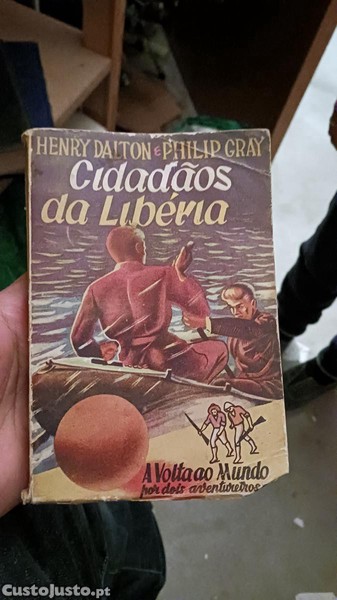 HENRY DALTON E PHILIP GRAY
Cidadãos
da Libéria
A Volta ao Mundo
por dois aventureiros
CustoJusto.pt